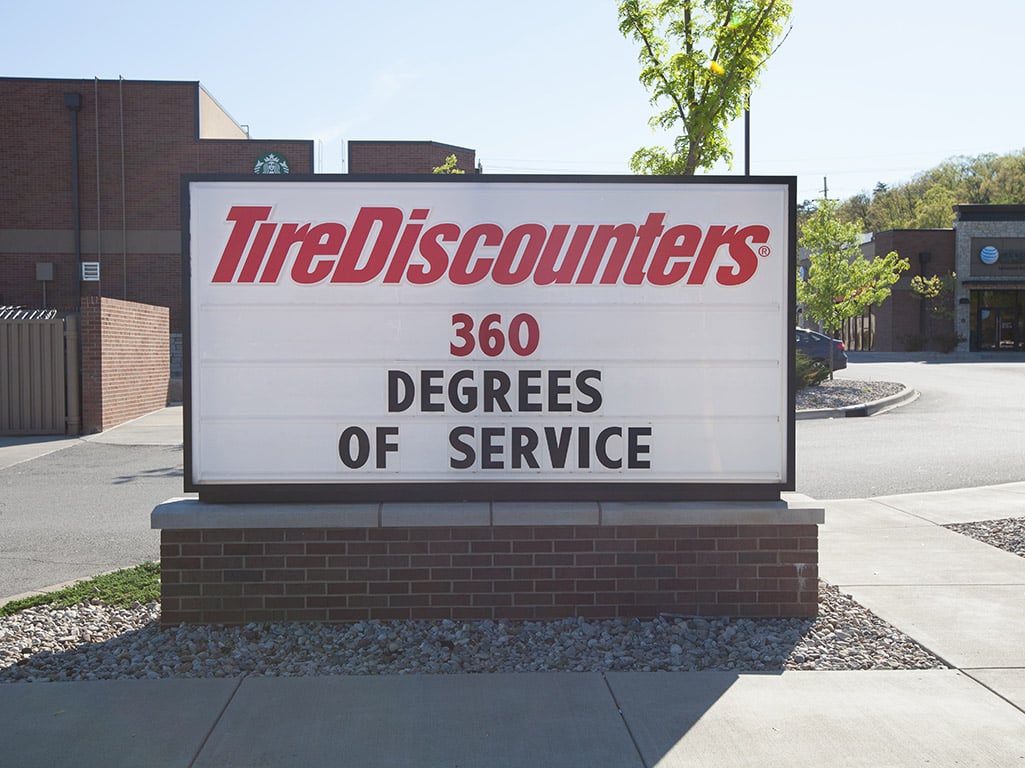 TireDiscounters®
360
DEGREES
OF SERVICE